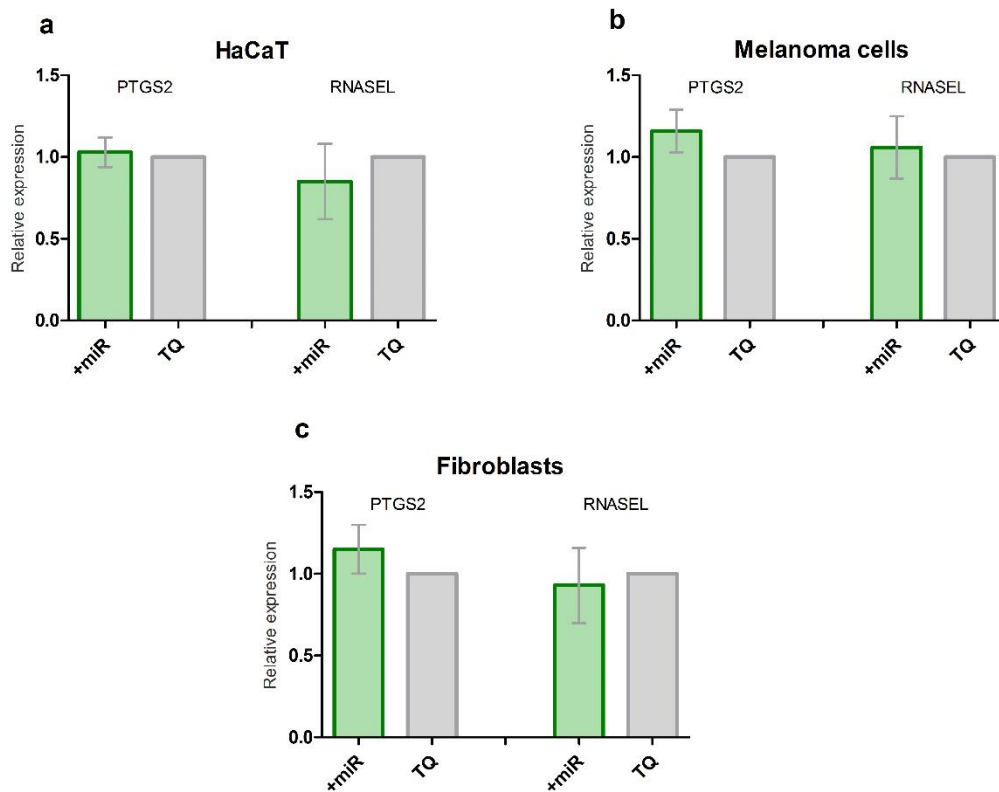 a
HaCaT
PTGS2 RNASEL
Relative expression
1.5
1.0
0.5
0.0
+miR TQ +miR TQ
b
Melanoma cells
PTGS2 RNASEL
Relative expression
1.5
1.0
0.5
0.0
+miR TQ +miR TQ
c
Fibroblasts
PTGS2 RNASEL
Relative expression
1.5
1.0
0.5
0.0
+miR TQ +miR TQ